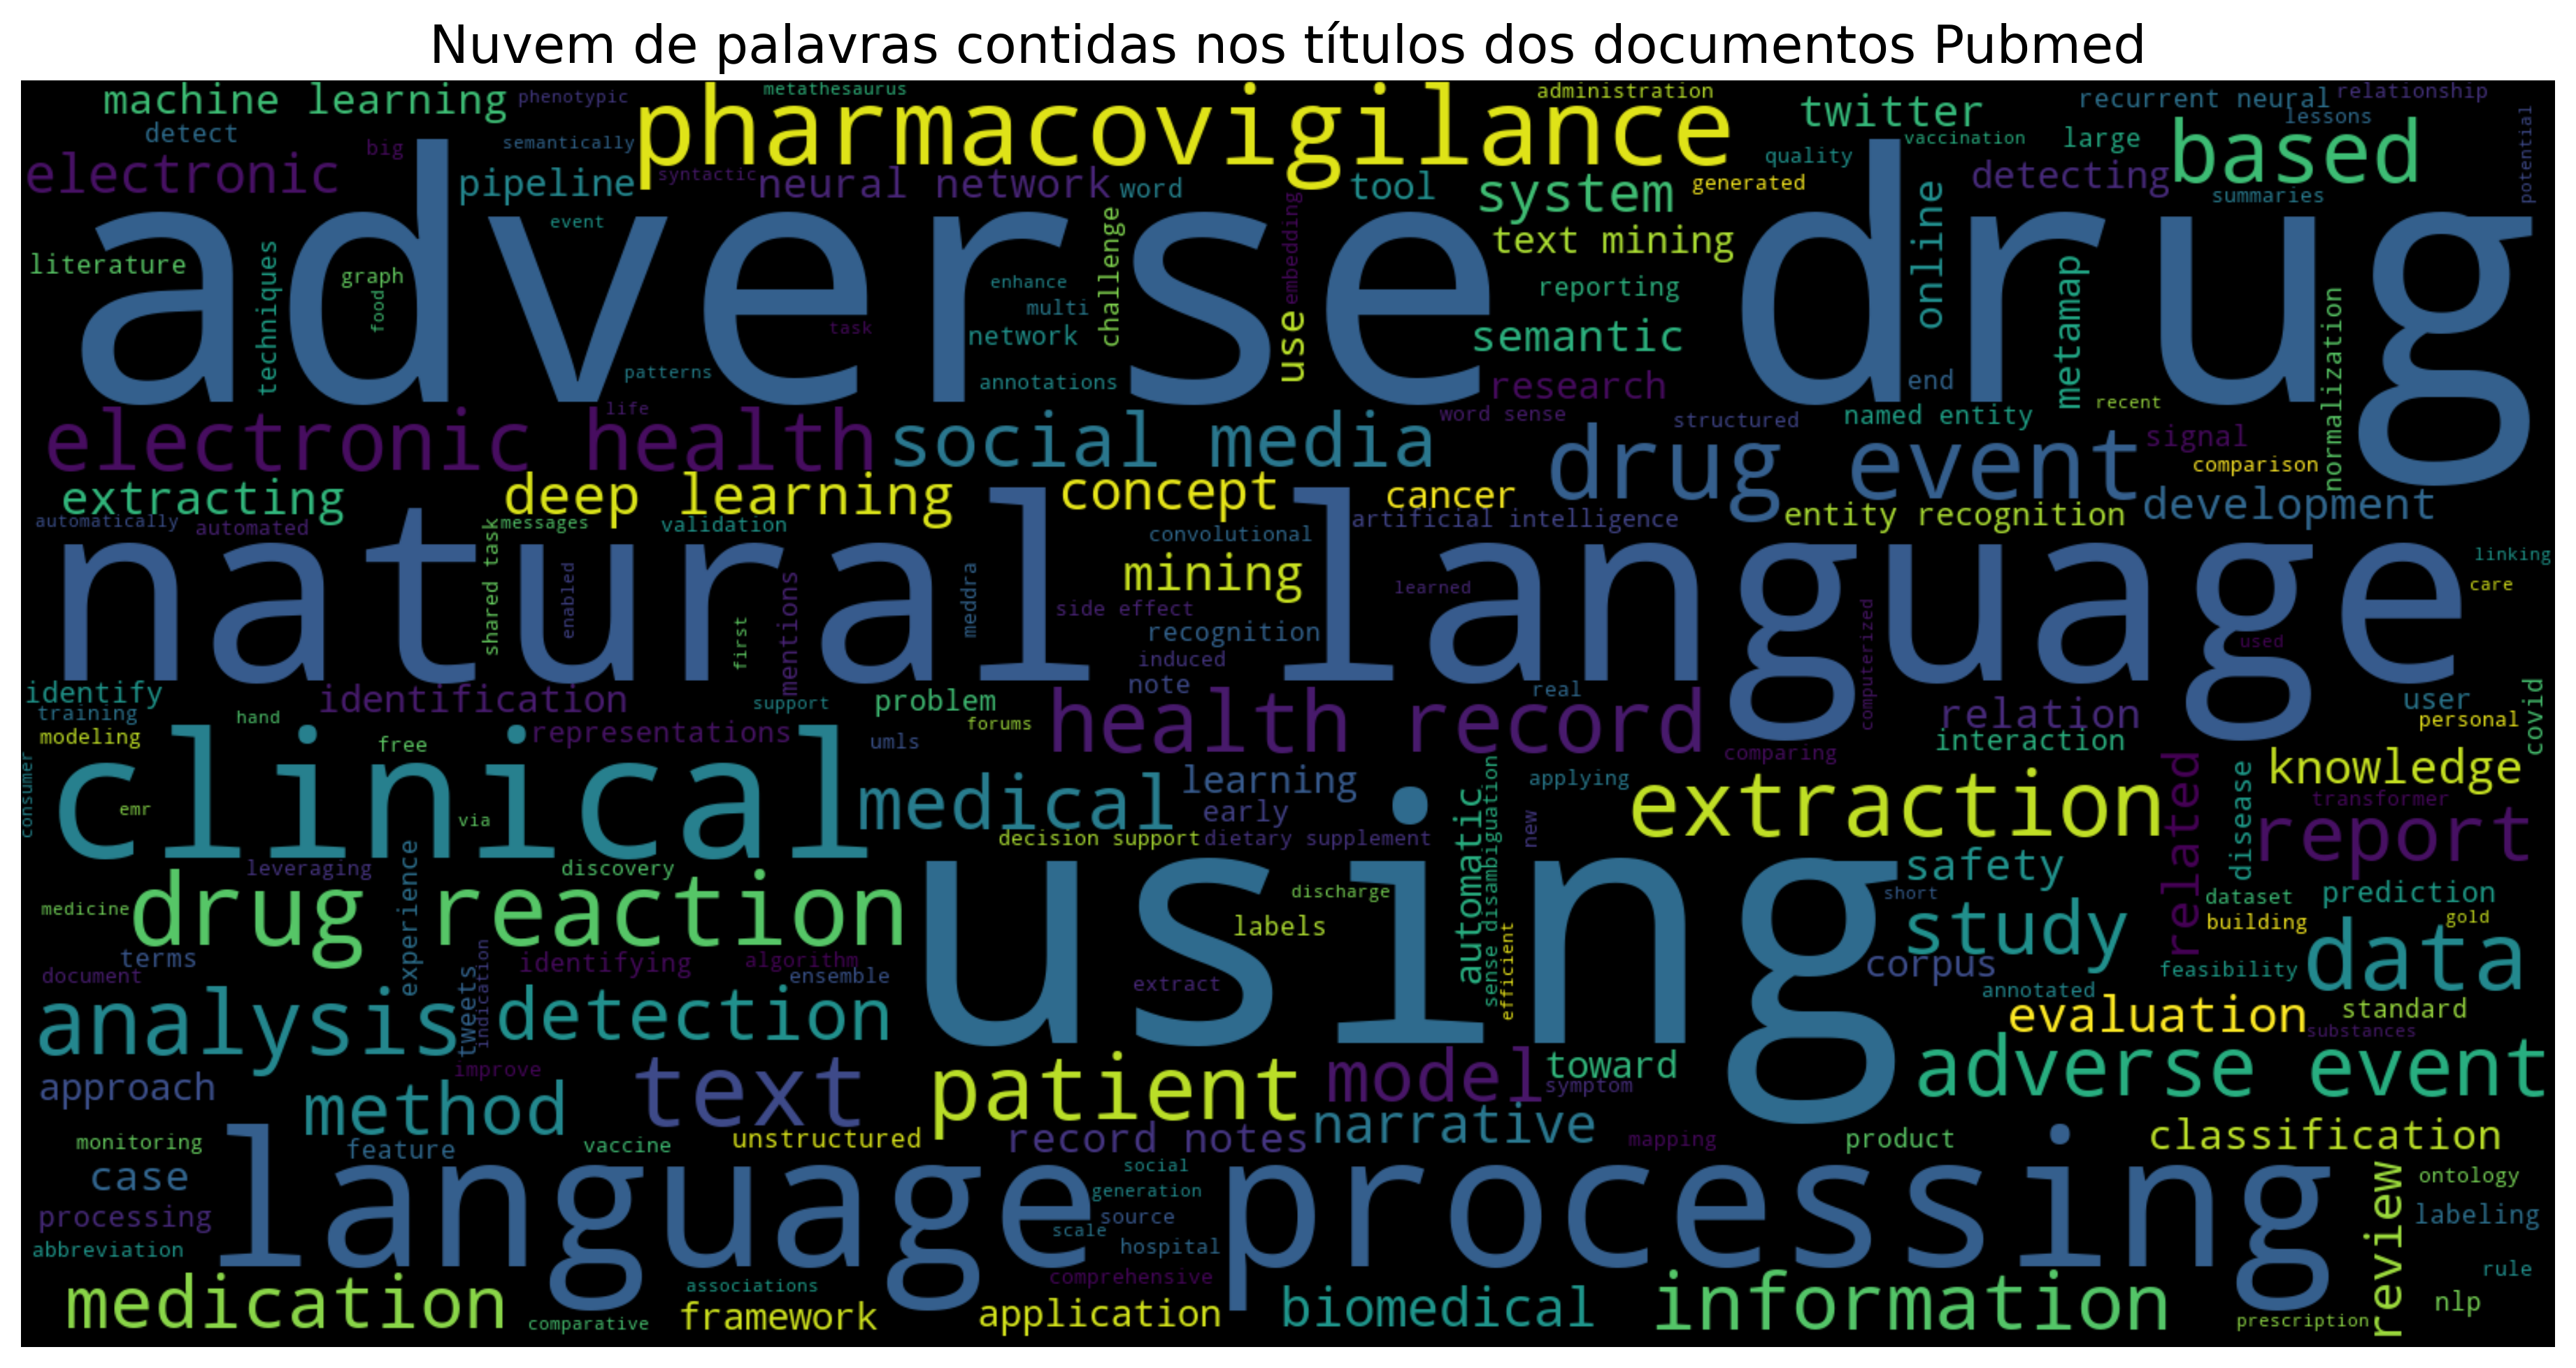 Nuvem de palavras contidas nos títulos dos documentos Pubmed
machine learning
phenotypic
metathesaurus
administration
twitter
recurrent neural
relationship
detect
big
semantically
pharmacovigilance
vaccination
large
lessons
based
potential
electronic
pipeline
syntactic
neural network
word
tool
system
quality
generated
detecting
summaries
adverse drug
event
literature
techniques
graph
food
enhance
multi
network
task
challenge
embedding
use
text mining
reporting
semantic
online
metamap
normalization
patterns
annotations
research
end
recent
electronic health
life
social media
word sense
structured
named entity
drug event
signal
comparison
extracting
deep learning
concept
cancer
artificial intelligence
entity recognition
development
automatically
automated
messages
validation
convolutional
natural language
shared task
enabled
first
mentions
meddra
mining
side effect
recognition
induced
note
learned
computerized
linking
care
used
identify
training
modeling
hand
identification
representations
support
problem
forums
real
health record
relation
interaction
comparing
user
personal
covid
free
umls
clinical
consumer
emr
via
medical
learning
early
decision support
dietary supplement
automatic
sense disambiguation
new
applying
extraction
related
disease
knowledge
transformer
report
leveraging
discovery
medicine
drug reaction
experience
using
discharge
labels
extract
efficient
safety
short
study
corpus
annotated
dataset
building
prediction
gold
feasibility
data
terms
document
identifying
algorithm
ensemble
analysis
tweets
indication
detection
evaluation
standard
substances
approach
improve
method
text
patient
model
toward
symptom
adverse event
monitoring
case
feature
vaccine
unstructured
record notes
narrative
mapping
product
classification
language processing
social
generation
source
scale
hospital
processing
abbreviation
review
ontology
labeling
rule
medication
associations
comprehensive
comparative
framework
application
biomedical
information
prescription
nlp